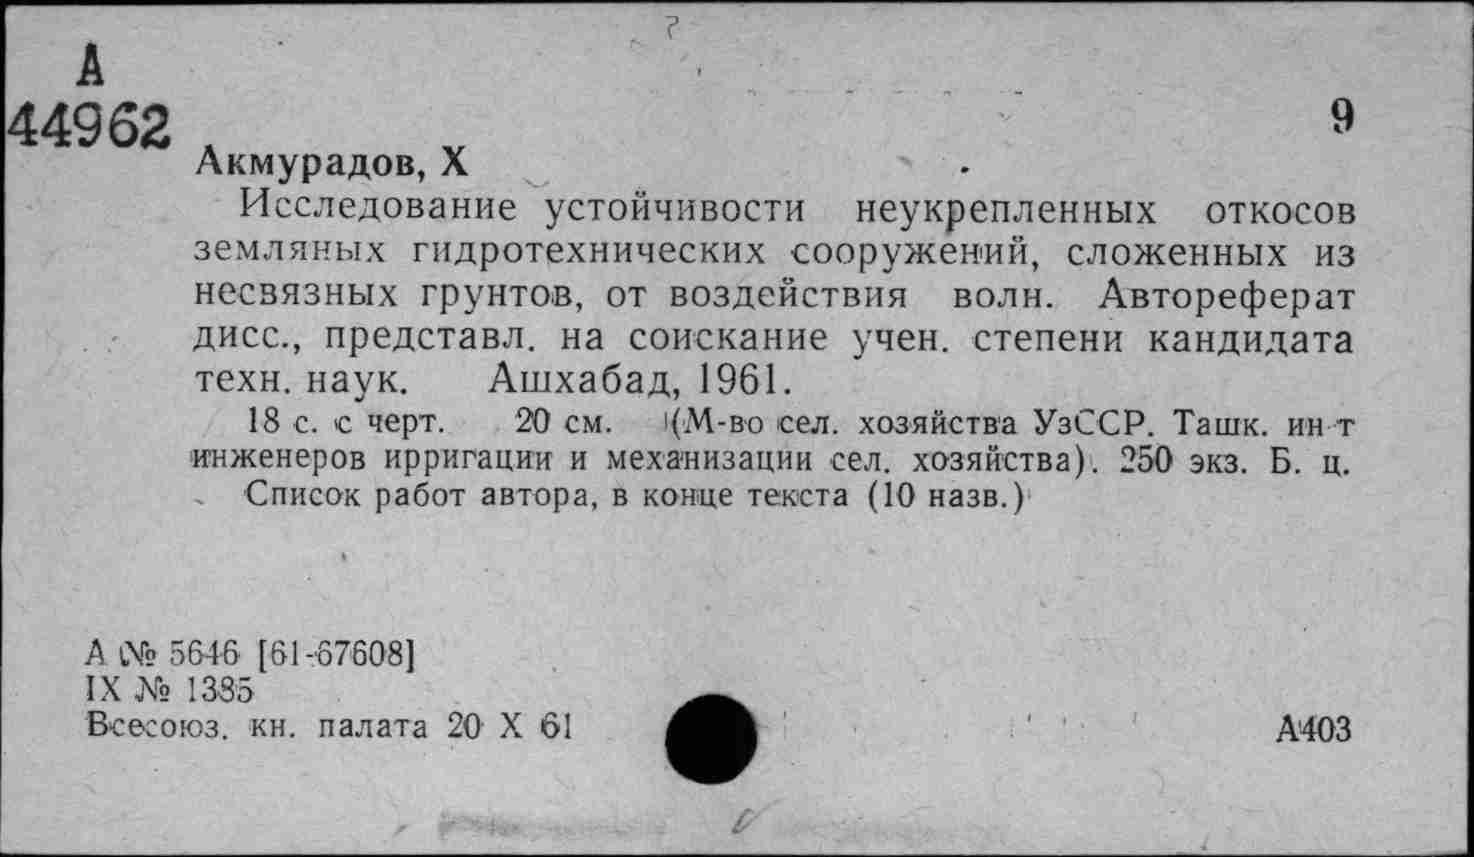 ?
А
44962
9
Акмурадов, Х
Исследование устойчивости неукрепленных откосов
земляных гидротехнических сооружений, сложенных из
несвязных грунтов, от воздействия волн. Автореферат
дисс., представл. на соискание учен. степени кандидата
техн. наук. Ашхабад, 1961.
18 с. с черт. 20 см. (М-во сел. хозяйства УзССР. Ташк. ин-т
инженеров ирригации и механизации сел. хозяйства). 250 экз. Б. ц.
Список работ автора, в конце текста (10 назв.)
А № 5646 [61-67608]
IX № 1385
Всесоюз. кн. палата 20 X 61
А403